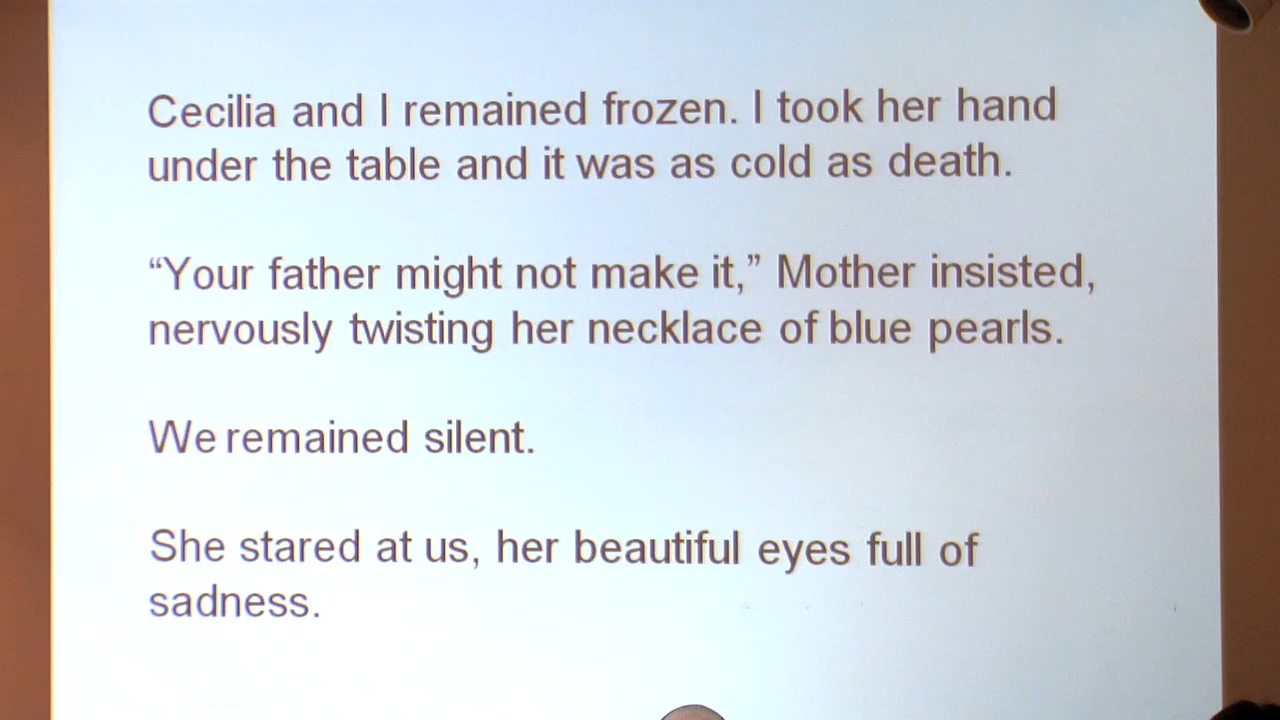 Cecilia and I remained frozen. I took her hand
under the table and it was as cold as death.
“Your father might not make it,” Mother insisted,
nervously twisting her necklace of blue pearls.
We remained silent.
She stared at us, her beautiful eyes full of
sadness.